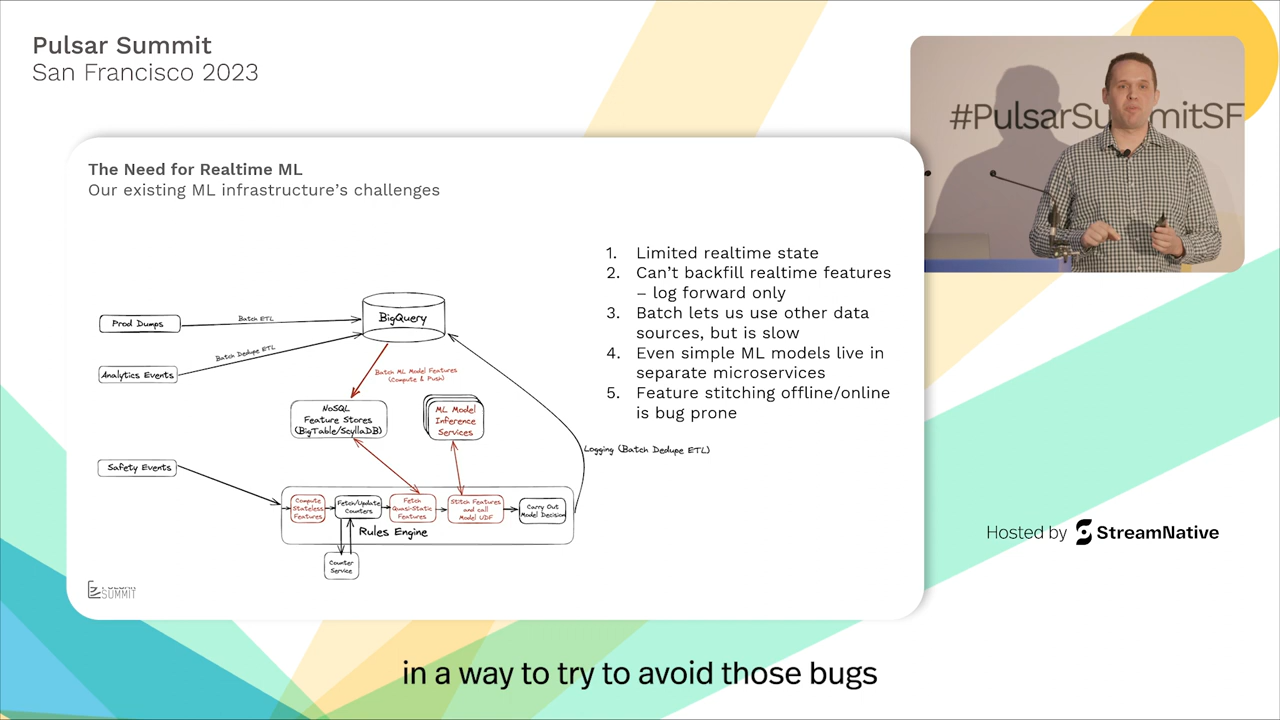 Pulsar Summit
San Francisco 2023
#PulsarSu mitSF
The Need for Realtime ML
Our existing ML infrastructure's challenges
1. Limited realtime state
2. Can't backfill realtime features
– log forward only
3. Batch lets us use other data
sources, but is slow
4. Even simple ML models live in
separate microservices
5. Feature stitching offline/online
is bug prone
BigQuery
Prod Dumps
Batch ETL
Batch Dedupe ETL
Analytics Events
Batch ML Model Features
(Compute & Push)
NoSQL
Feature Stores
(BigTable/ScyllaDB)
ML Model
Inference
Services
Logging (Batch Dedupe ETL)
Safety Events
Compute
Stateless
Features
Fetch/Update
Counters
Fetch
Quasi-Static
Features
Stitch Features
and call
Model UDF
Carry Out
Model Decision
Rules Engine
Counter
Service
SUMMIT
Hosted by StreamNative
in a way to try to avoid those bugs